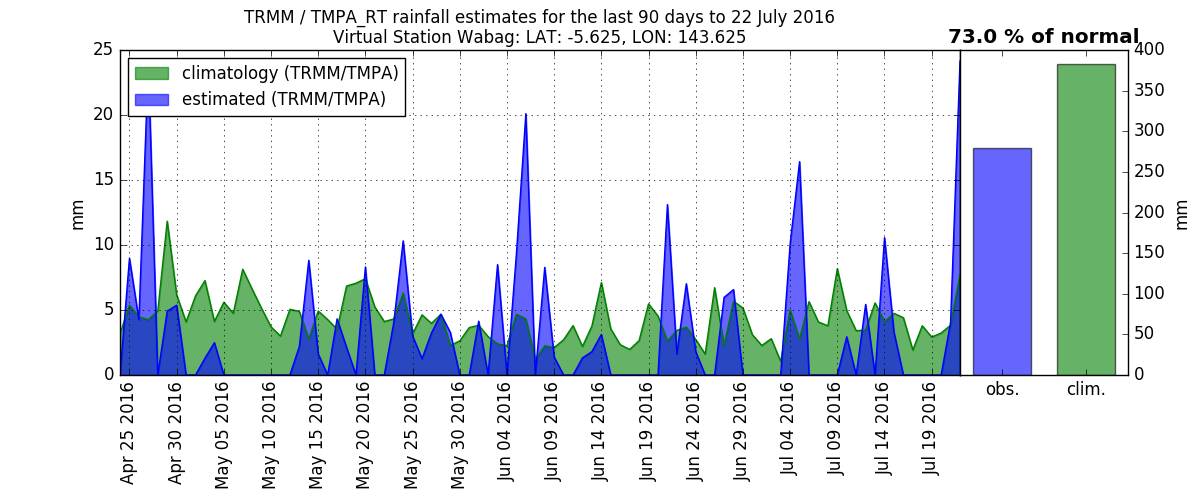 TRMM / TMPA_RT rainfall estimates for the last 90 days to 22 July 2016
Virtual Station Wabag: LAT: -5.625, LON: 143.625
73.0 % of normal
climatology (TRMM/TMPA)
estimated (TRMM/TMPA)
25
20
15
10
5
0
mm
400
350
300
250
200
150
100
50
0
mm
Apr 25 2016
Apr 30 2016
May 05 2016
May 10 2016
May 15 2016
May 20 2016
May 25 2016
May 30 2016
Jun 04 2016
Jun 09 2016
Jun 14 2016
Jun 19 2016
Jun 24 2016
Jun 29 2016
Jul 04 2016
Jul 09 2016
Jul 14 2016
Jul 19 2016
obs.
clim.